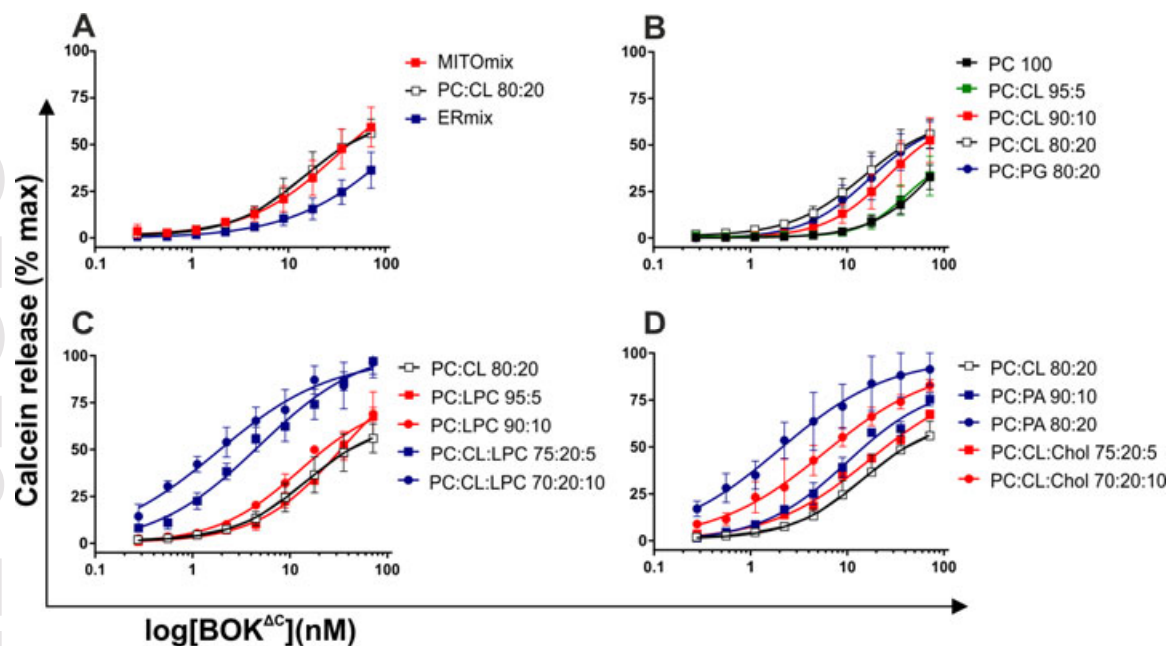 A
100
75
50
25
0
0.1 1 10 100
MITOmix
PC:CL 80:20
ERmix
B
100
75
50
25
0
0.1 1 10 100
PC 100
PC:CL 95:5
PC:CL 90:10
PC:CL 80:20
PC:PG 80:20
C
100
75
50
25
0
0.1 1 10 100
PC:CL 80:20
PC:LPC 95:5
PC:LPC 90:10
PC:CL:LPC 75:20:5
PC:CL:LPC 70:20:10
D
100
75
50
25
0
0.1 1 10 100
PC:CL 80:20
PC:PA 90:10
PC:PA 80:20
PC:CL:Chol 75:20:5
PC:CL:Chol 70:20:10
Calcein release (% max)
log[BOK^ΔC](nM)